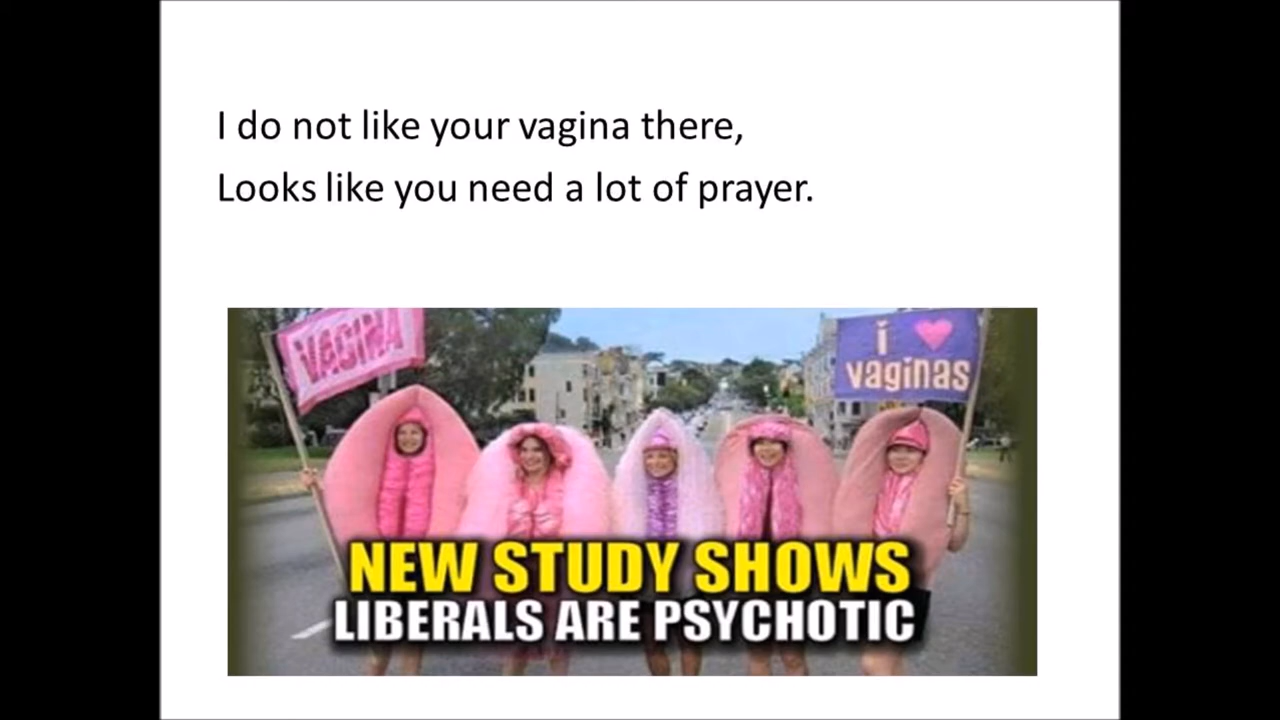 I do not like your vagina there,
Looks like you need a lot of prayer.
VAGINA
i ♥
vaginas
NEW STUDY SHOWS
LIBERALS ARE PSYCHOTIC